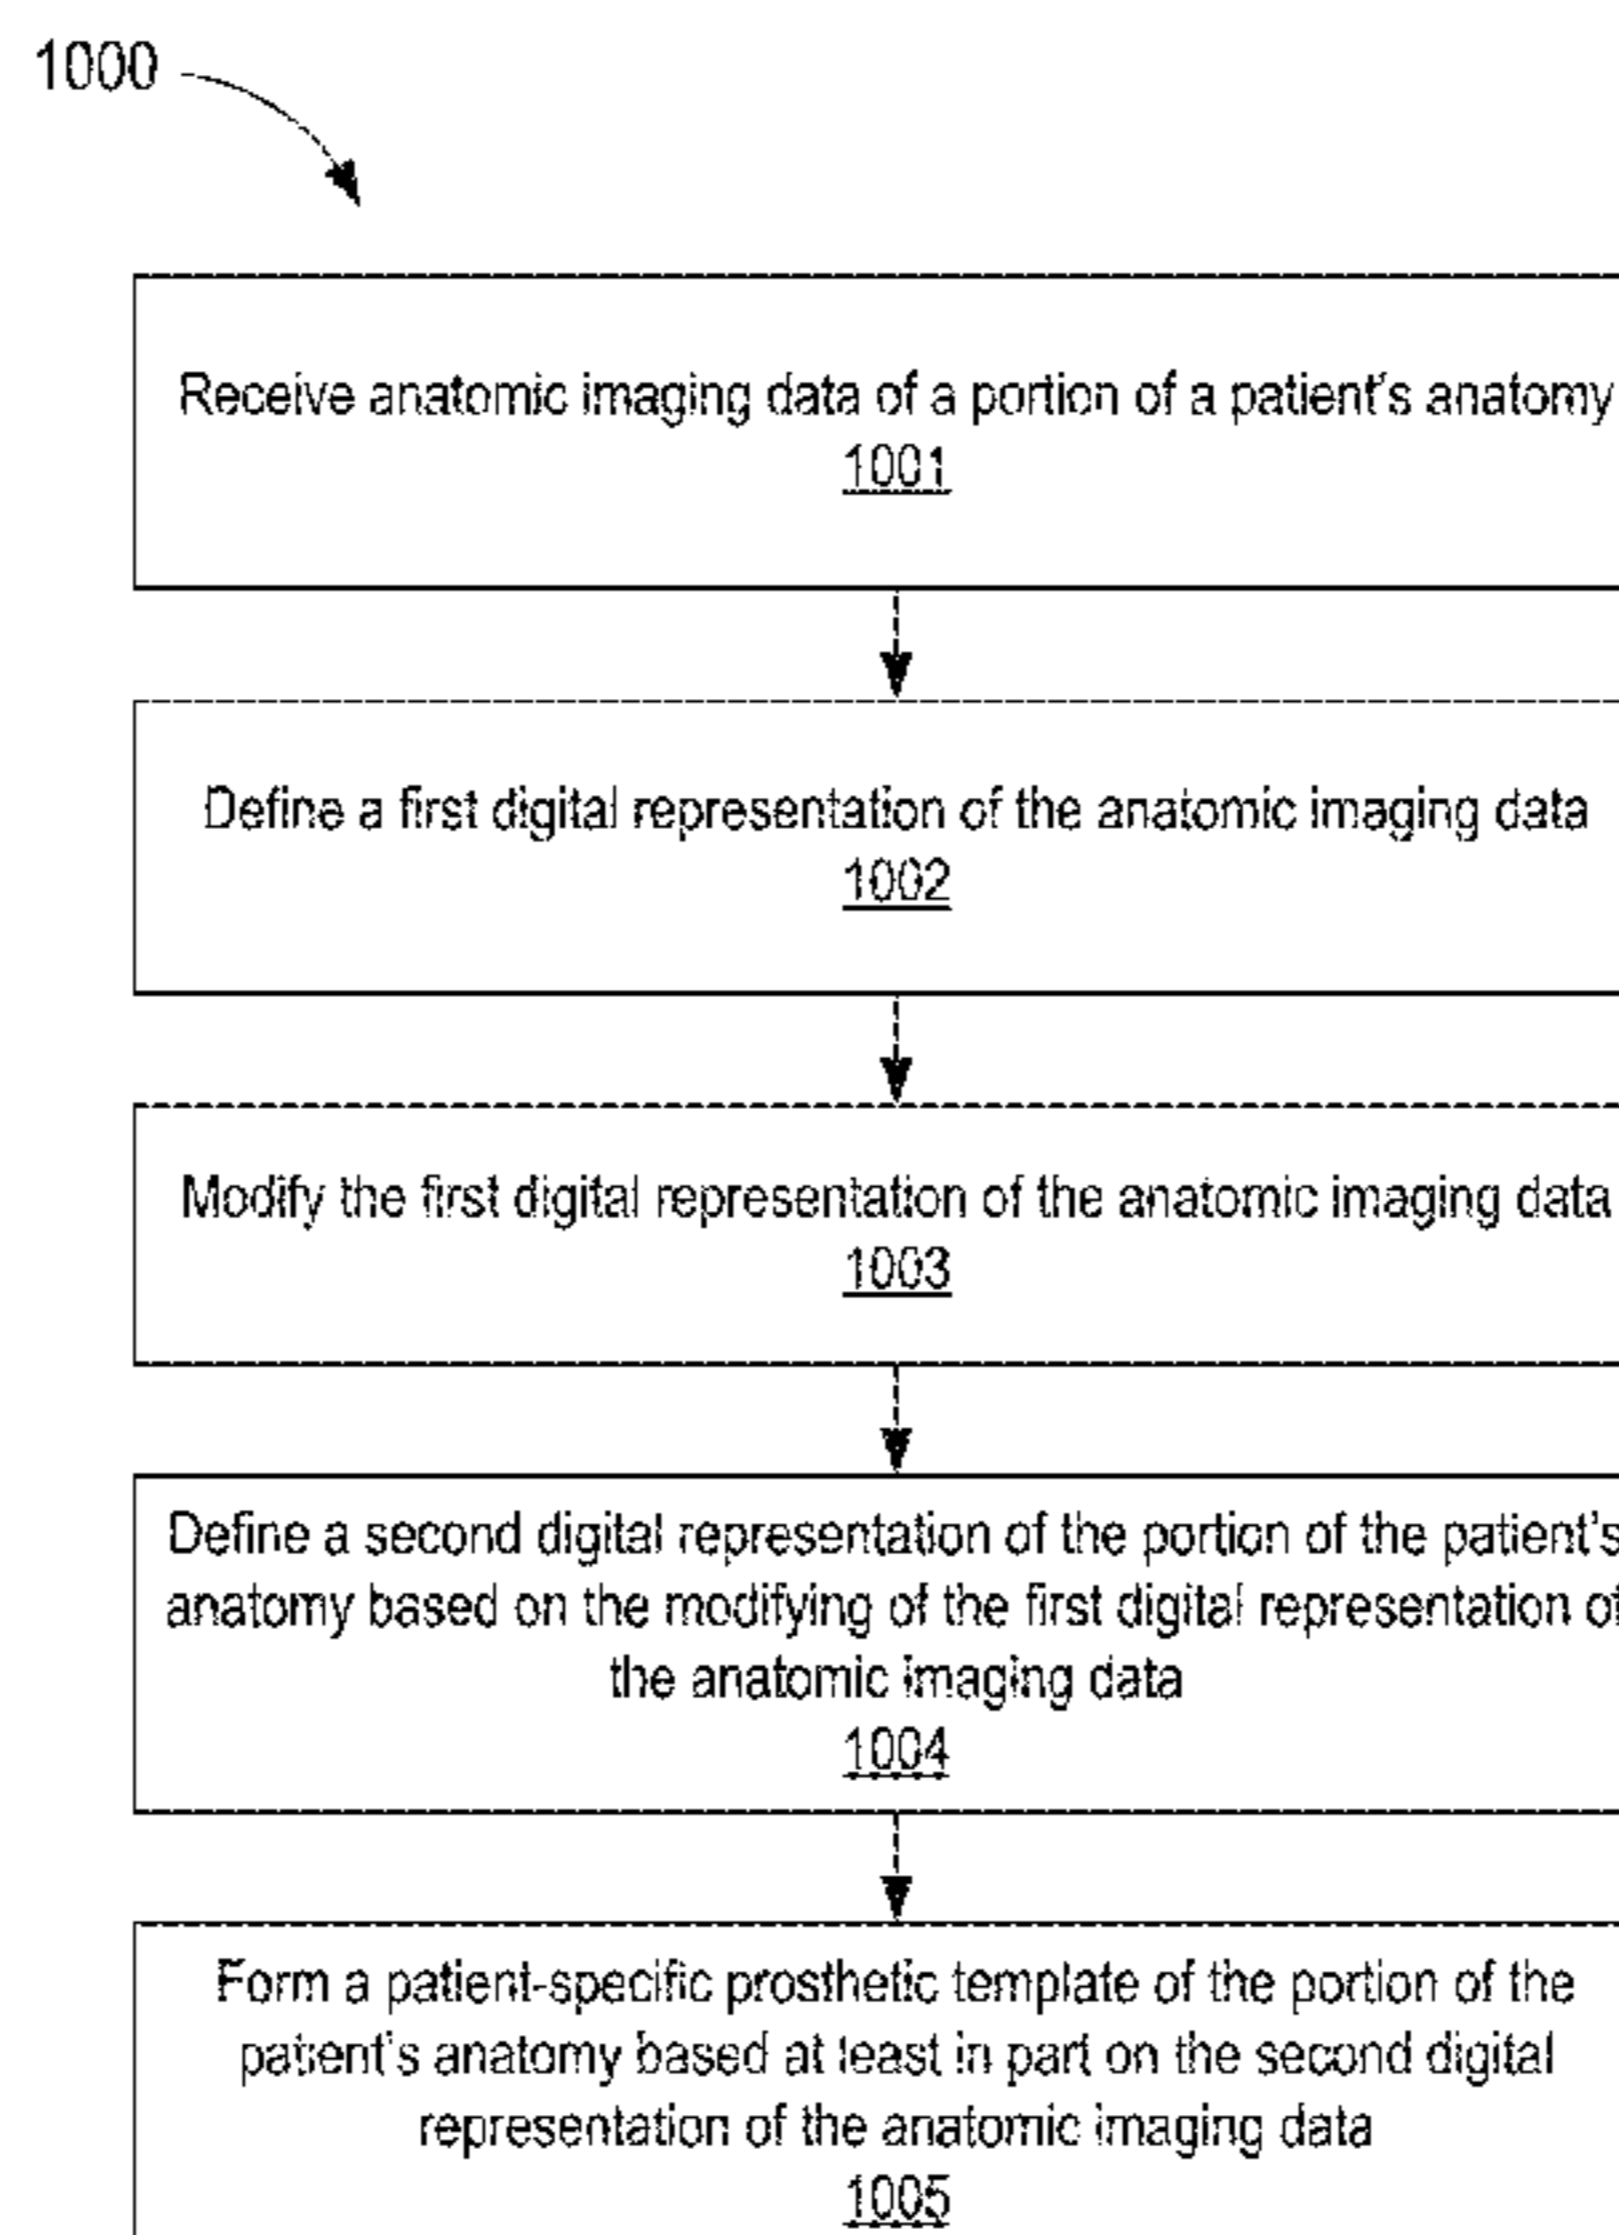 1000
Receive anatomic imaging data of a portion of a patient's anatomy
1001
Define a first digital representation of the anatomic imaging data
1002
Modify the first digital representation of the anatomic imaging data
1003
Define a second digital representation of the portion of the patient's
anatomy based on the modifying of the first digital representation of
the anatomic imaging data
1004
Form a patient-specific prosthetic template of the portion of the
patient's anatomy based at least in part on the second digital
representation of the anatomic imaging data
1005